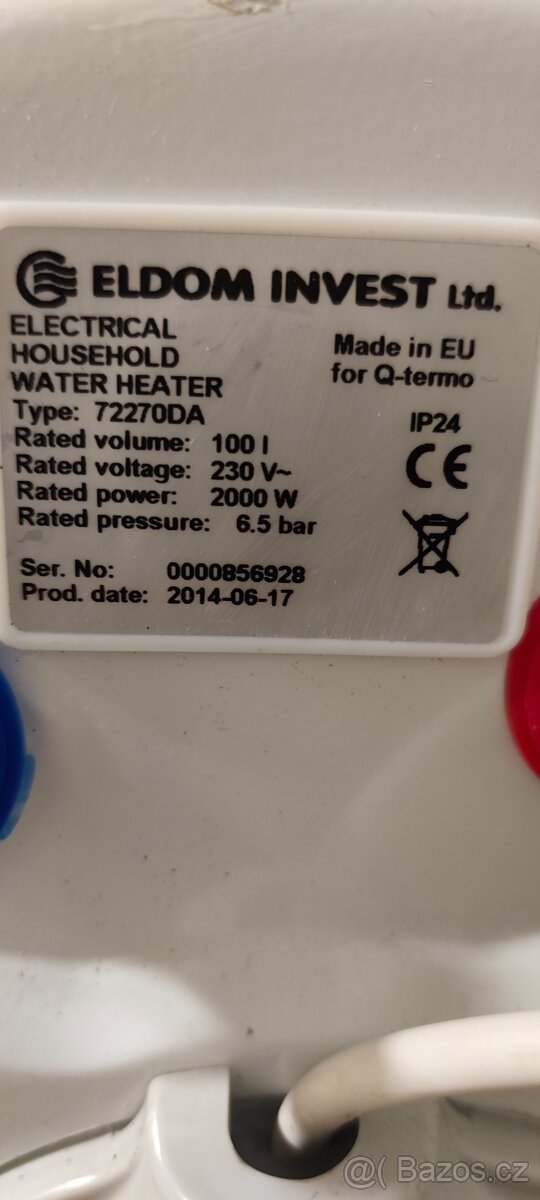 ELDOM INVEST Ltd.
ELECTRICAL
HOUSEHOLD
WATER HEATER
Made in EU
for Q-termo
Type: 72270DA
Rated volume: 100 l
Rated voltage: 230 V~
Rated power: 2000 W
Rated pressure: 6.5 bar
IP24
CE
Ser. No: 0000856928
Prod. date: 2014-06-17
@( Bazos.cz